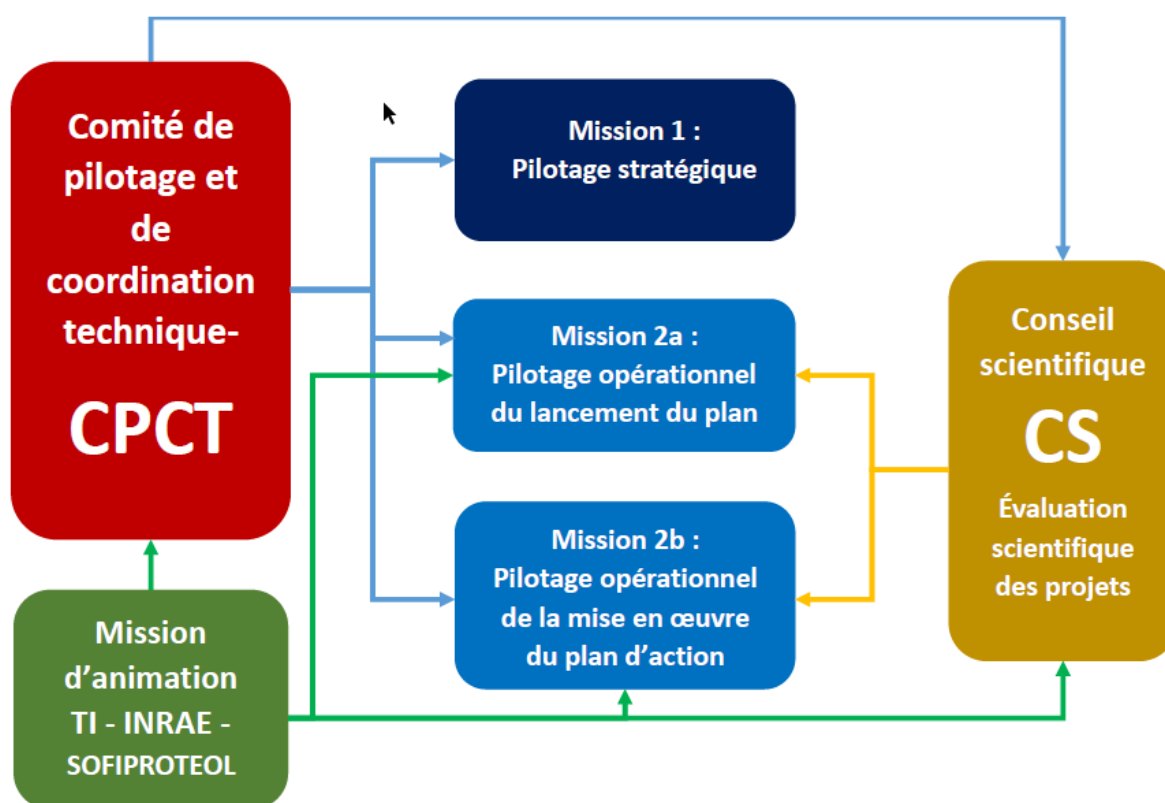 Comité de
pilotage et
de
coordination
technique-
CPCT
Mission
d’animation
TI - INRAE -
SOFIPROTEOL
Mission 1 :
Pilotage stratégique
Mission 2a :
Pilotage opérationnel
du lancement du plan
Mission 2b :
Pilotage opérationnel
de la mise en œuvre
du plan d’action
Conseil
scientifique
CS
Évaluation
scientifique
des projets